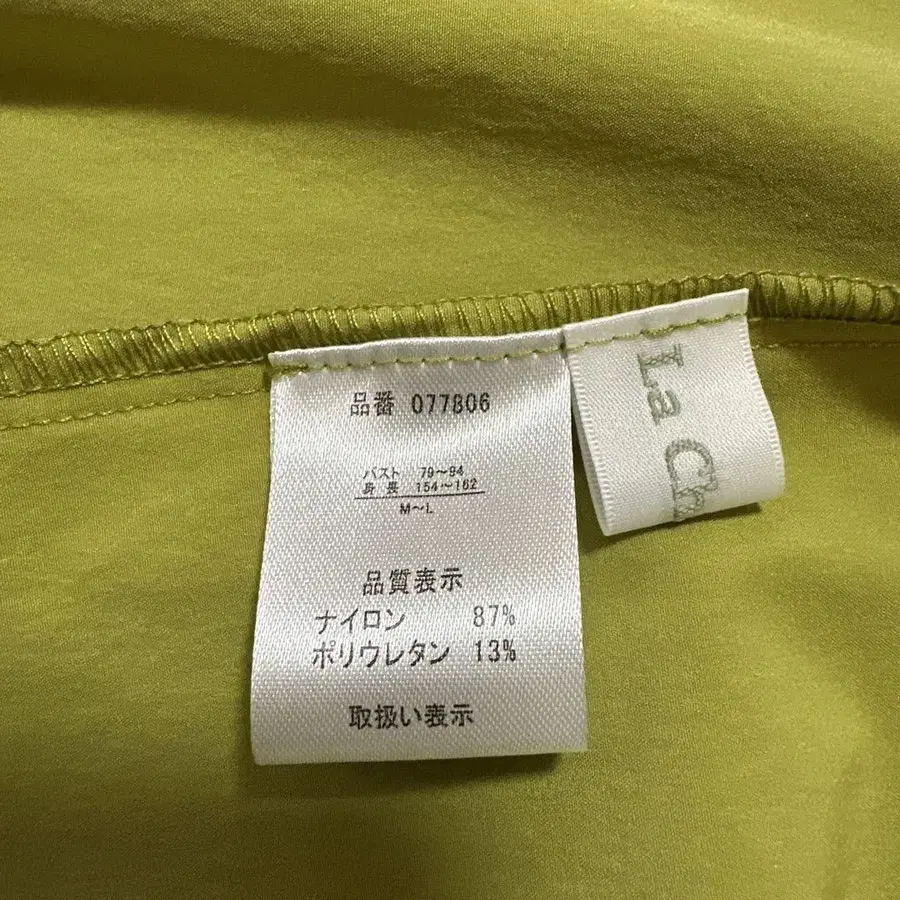 品番 077806
バスト 79～94
身長 154～162
M～L
品質表示
ナイロン 87%
ポリウレタン 13%
取扱い表示
La